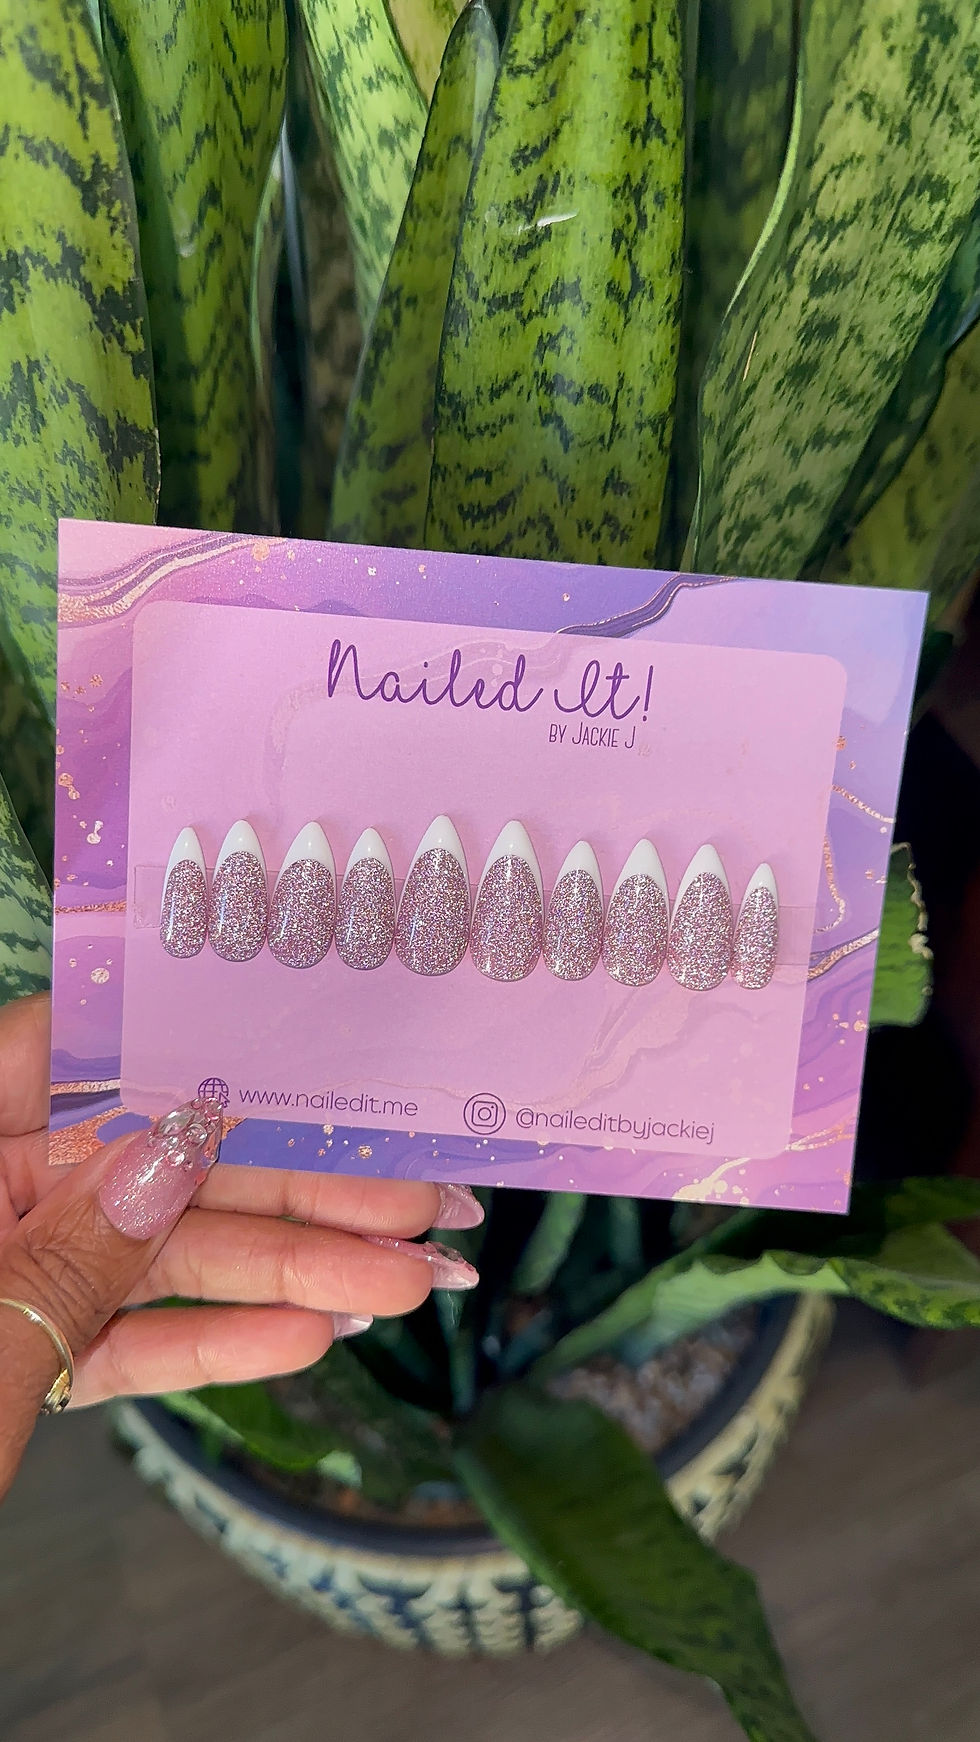 Nailed It!
BY JACKIE J
www.nailedit.me
@naileditbyjackiej